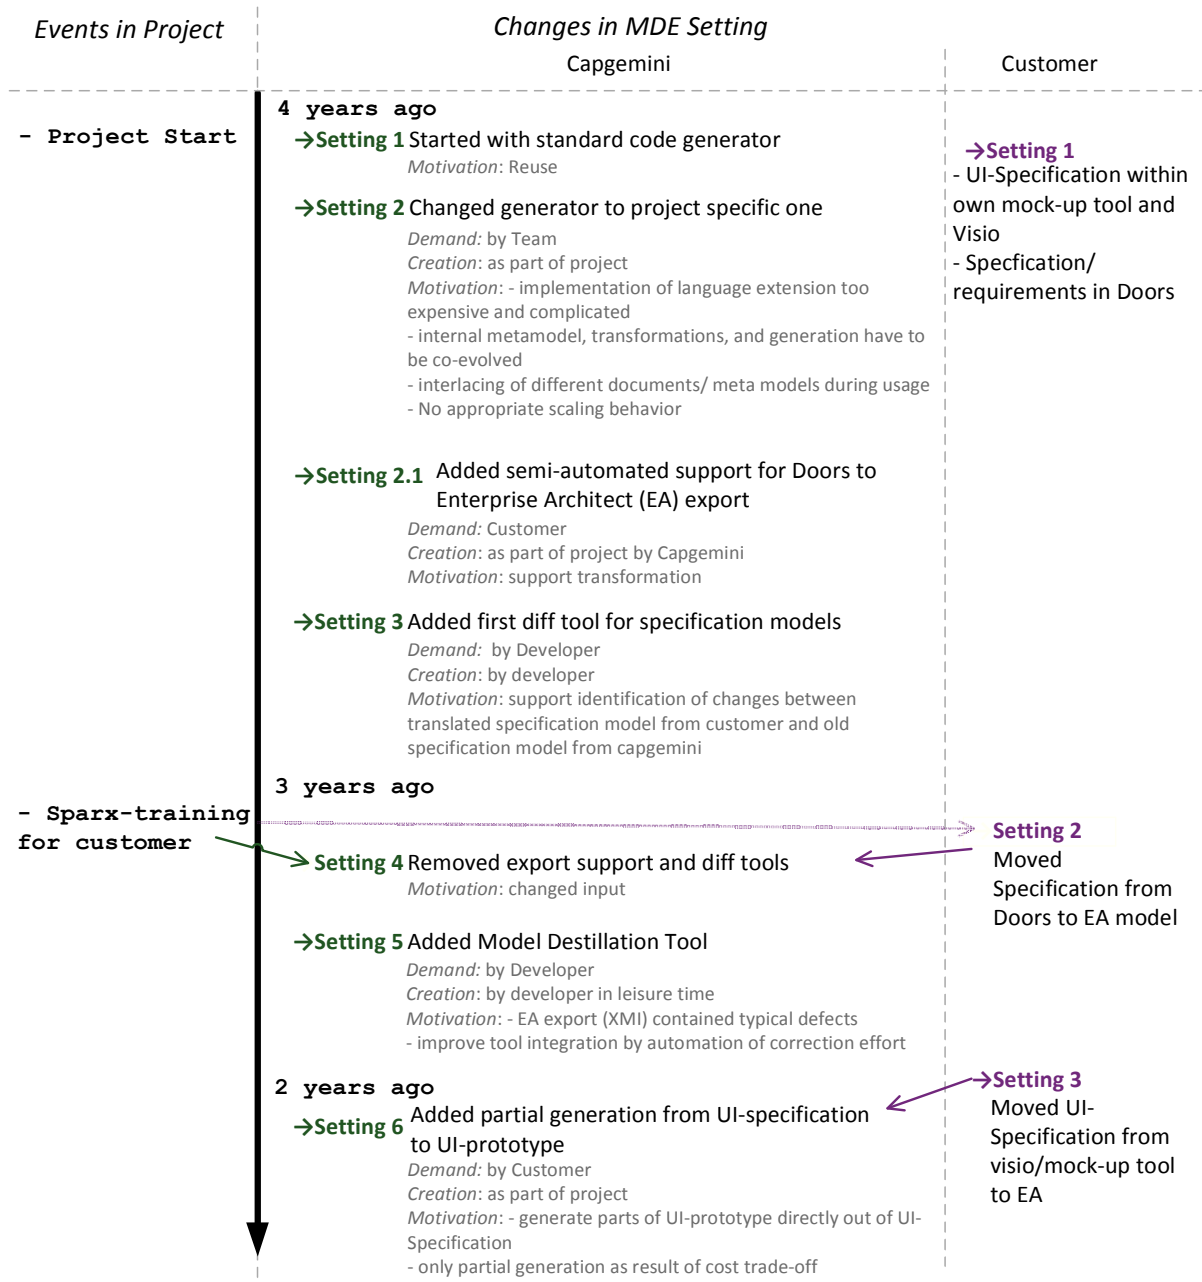 Events in Project
Changes in MDE Setting
Capgemini
Customer
4 years ago
- Project Start
→Setting 1 Started with standard code generator
Motivation: Reuse
→Setting 2 Changed generator to project specific one
Demand: by Team
Creation: as part of project
Motivation: - implementation of language extension too
expensive and complicated
- internal metamodel, transformations, and generation have to
be co-evolved
- interlacing of different documents/ meta models during usage
- No appropriate scaling behavior
→Setting 1
- UI-Specification within
own mock-up tool and
Visio
- Specfication/
requirements in Doors
→Setting 2.1 Added semi-automated support for Doors to
Enterprise Architect (EA) export
Demand: Customer
Creation: as part of project by Capgemini
Motivation: support transformation
→Setting 3 Added first diff tool for specification models
Demand: by Developer
Creation: by developer
Motivation: support identification of changes between
translated specification model from customer and old
specification model from capgemini
3 years ago
- Sparx-training
for customer
Setting 4 Removed export support and diff tools
Motivation: changed input
Setting 2
Moved
Specification from
Doors to EA model
→Setting 5 Added Model Destillation Tool
Demand: by Developer
Creation: by developer in leisure time
Motivation: - EA export (XMI) contained typical defects
- improve tool integration by automation of correction effort
2 years ago
→Setting 6 Added partial generation from UI-specification
to UI-prototype
Demand: by Customer
Creation: as part of project
Motivation: - generate parts of UI-prototype directly out of UI-
Specification
- only partial generation as result of cost trade-off
→Setting 3
Moved UI-
Specification from
visio/mock-up tool
to EA